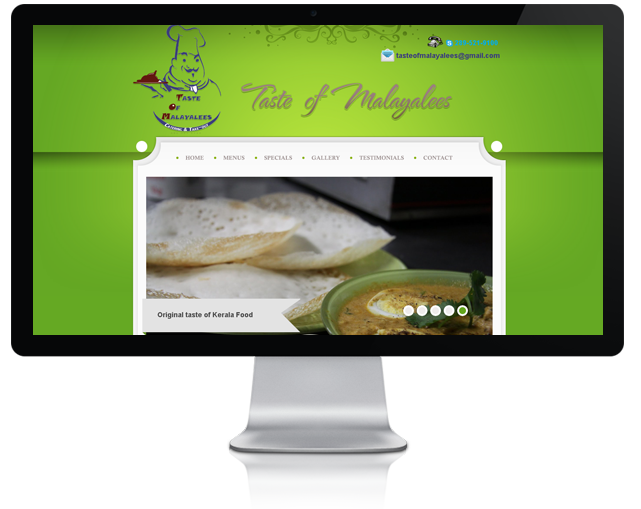 tasteofmalayalees@gmail.com
TASTE
OF
MALAYALEES
Taste of Malayalees
HOME MENUS SPECIALS GALLERY TESTIMONIALS CONTACT
Original taste of Kerala Food